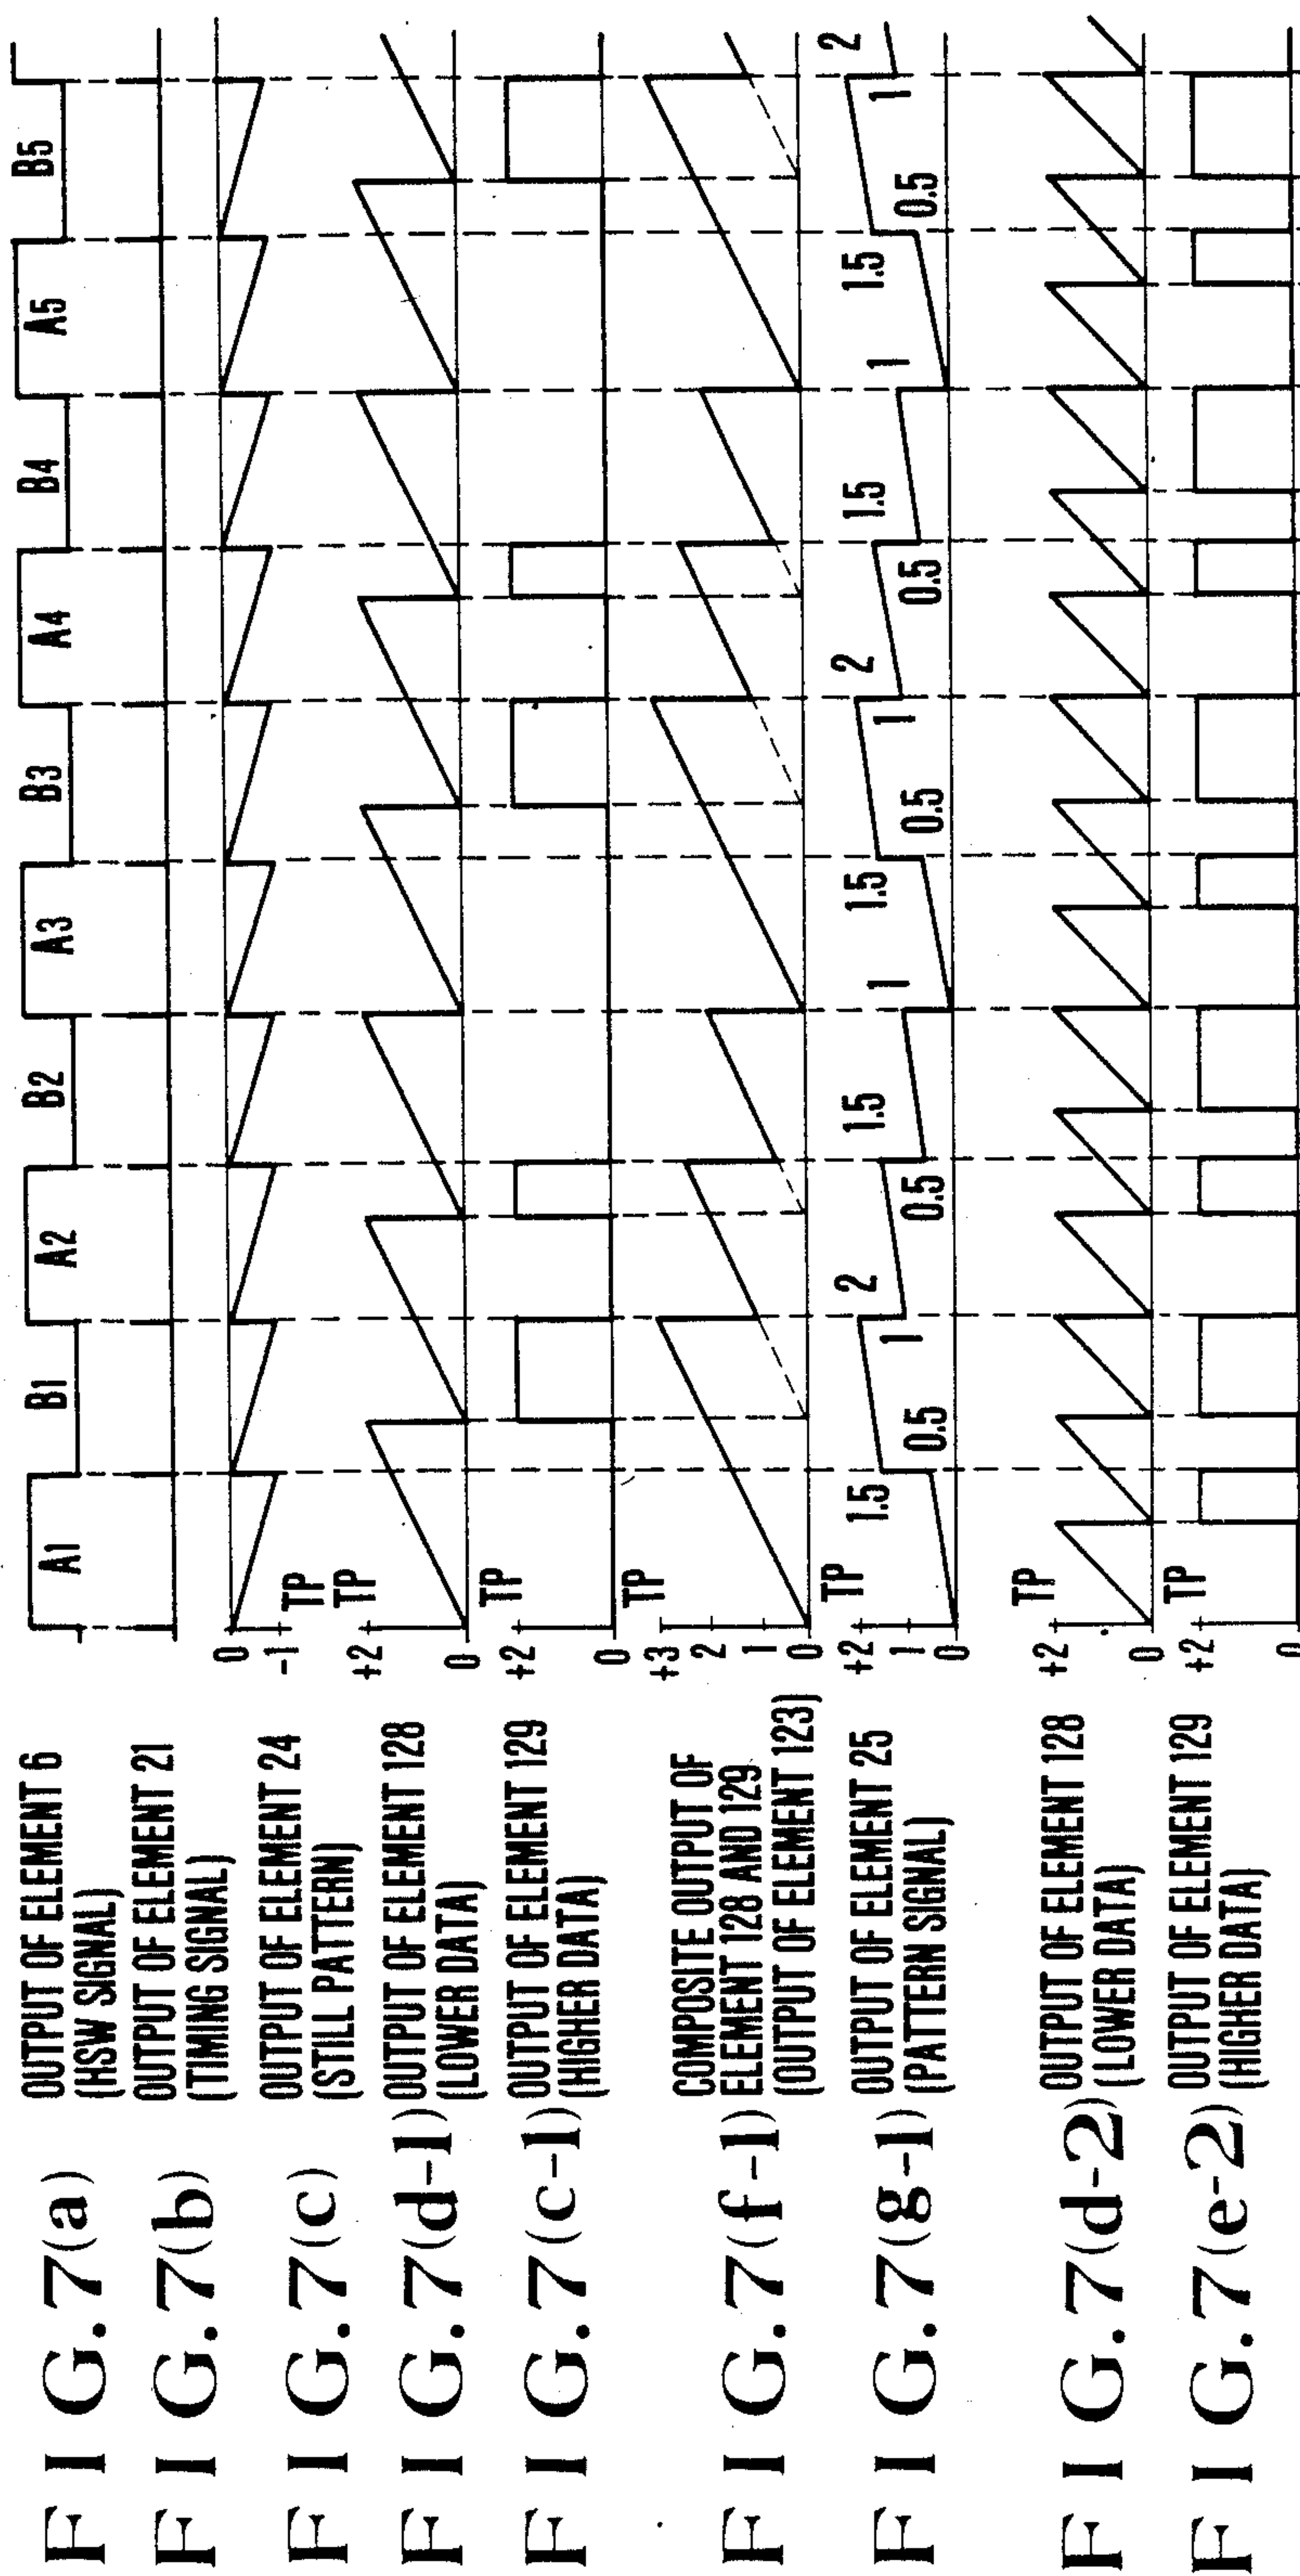 FIG.7(a)
OUTPUT OF ELEMENT 6
(HSW SIGNAL)
A1 B1 A2 B2 A3 B3 A4 B4 A5 B5
FIG.7(b)
OUTPUT OF ELEMENT 21
(TIMING SIGNAL)
FIG.7(c)
OUTPUT OF ELEMENT 24
(STILL PATTERN)
0
-1
TP
FIG.7(d-1)
OUTPUT OF ELEMENT 128
(LOWER DATA)
TP
+2
0
FIG.7(c-1)
OUTPUT OF ELEMENT 129
(HIGHER DATA)
TP
+2
0
FIG.7(f-1)
COMPOSITE OUTPUT OF
ELEMENT 128 AND 129
(OUTPUT OF ELEMENT 123)
TP
+3
2
1
0
FIG.7(g-1)
OUTPUT OF ELEMENT 25
(PATTERN SIGNAL)
TP
+2
1
0
1.5 0.5 1 2 0.5 1.5 1 1.5 0.5 1 2 0.5 1.5 1 1.5 0.5 1 2
FIG.7(d-2)
OUTPUT OF ELEMENT 128
(LOWER DATA)
TP
+2
0
FIG.7(e-2)
OUTPUT OF ELEMENT 129
(HIGHER DATA)
TP
+2
0